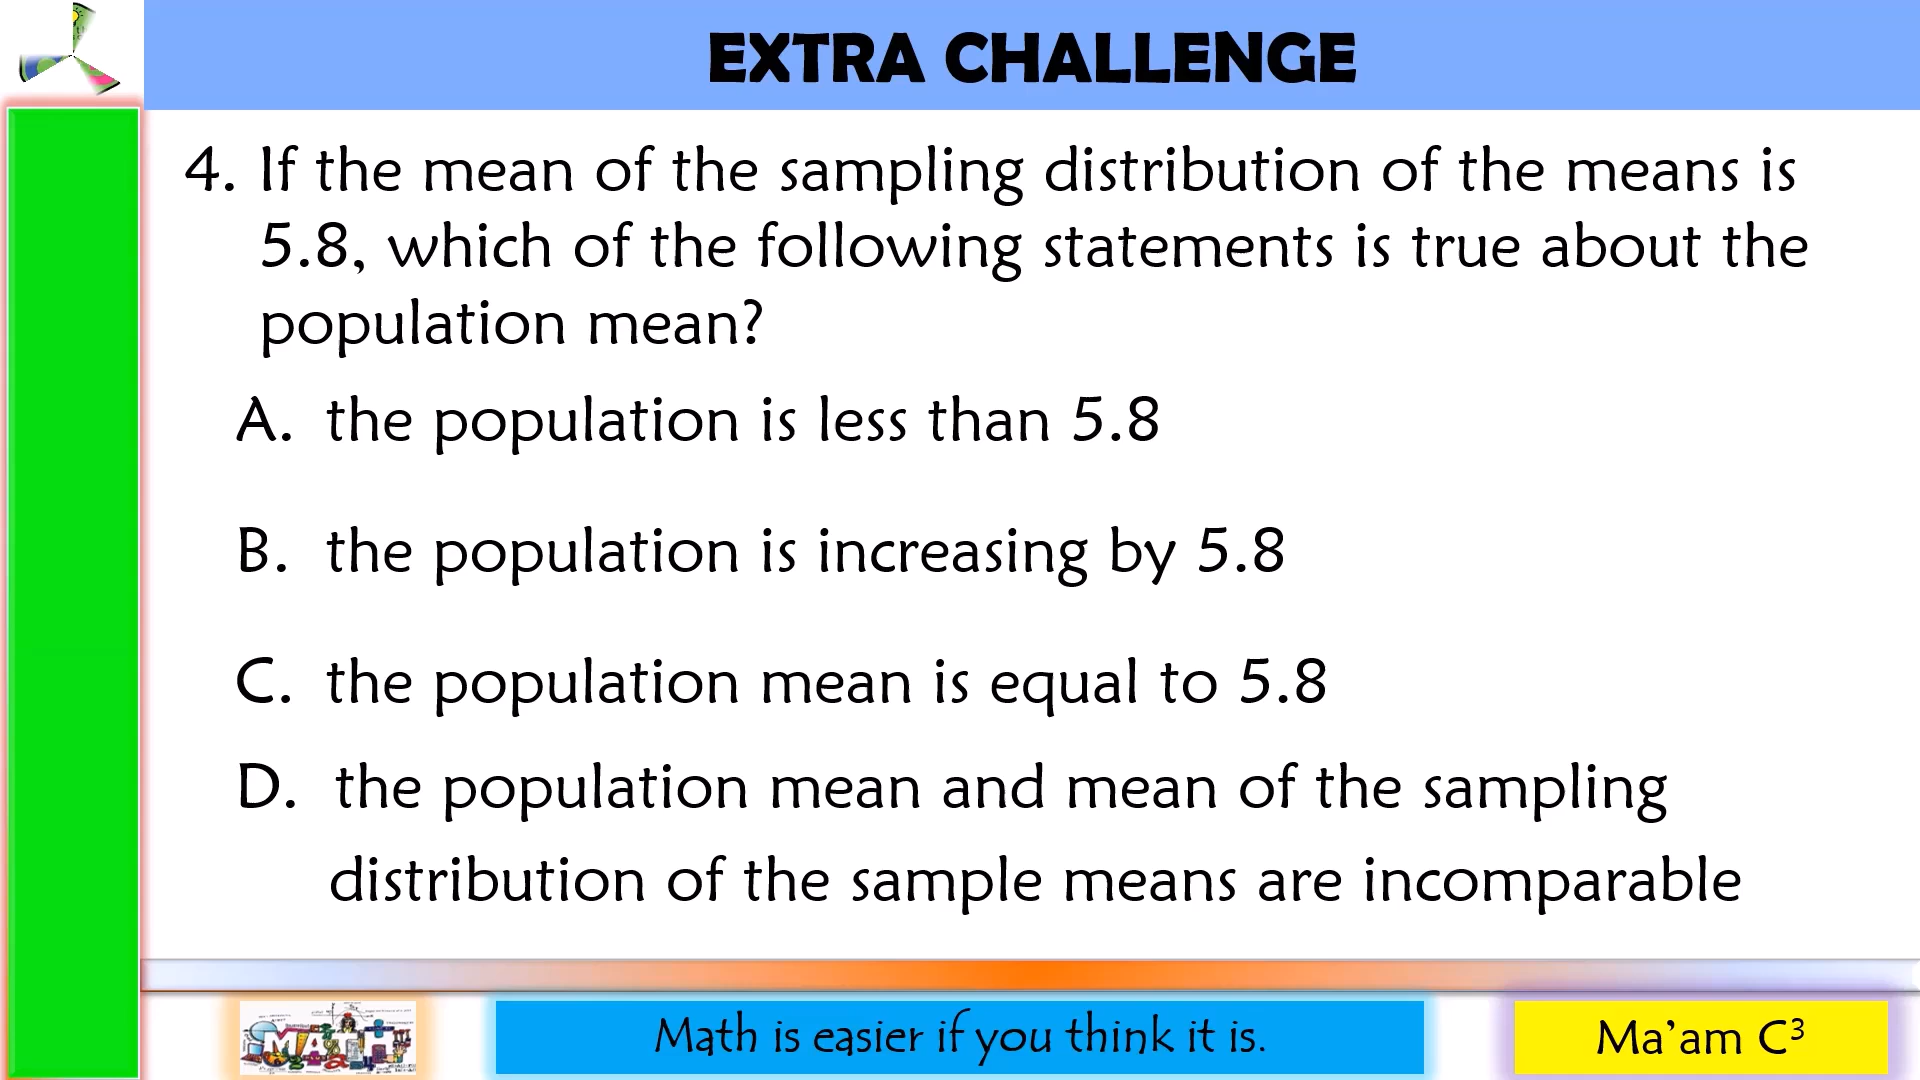 EXTRA CHALLENGE
4. If the mean of the sampling distribution of the means is
5.8, which of the following statements is true about the
population mean?
A. the population is less than 5.8
B. the population is increasing by 5.8
C. the population mean is equal to 5.8
D. the population mean and mean of the sampling
distribution of the sample means are incomparable
MATH
Math is easier if you think it is.
Ma’am C³